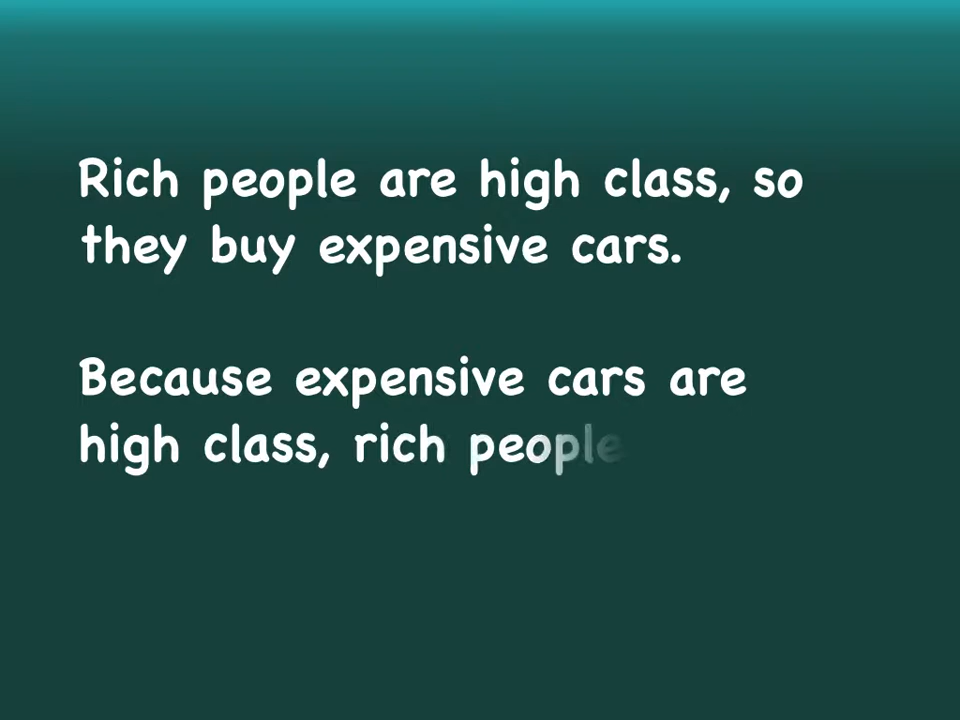 Rich people are high class, so
they buy expensive cars.
Because expensive cars are
high class, rich people